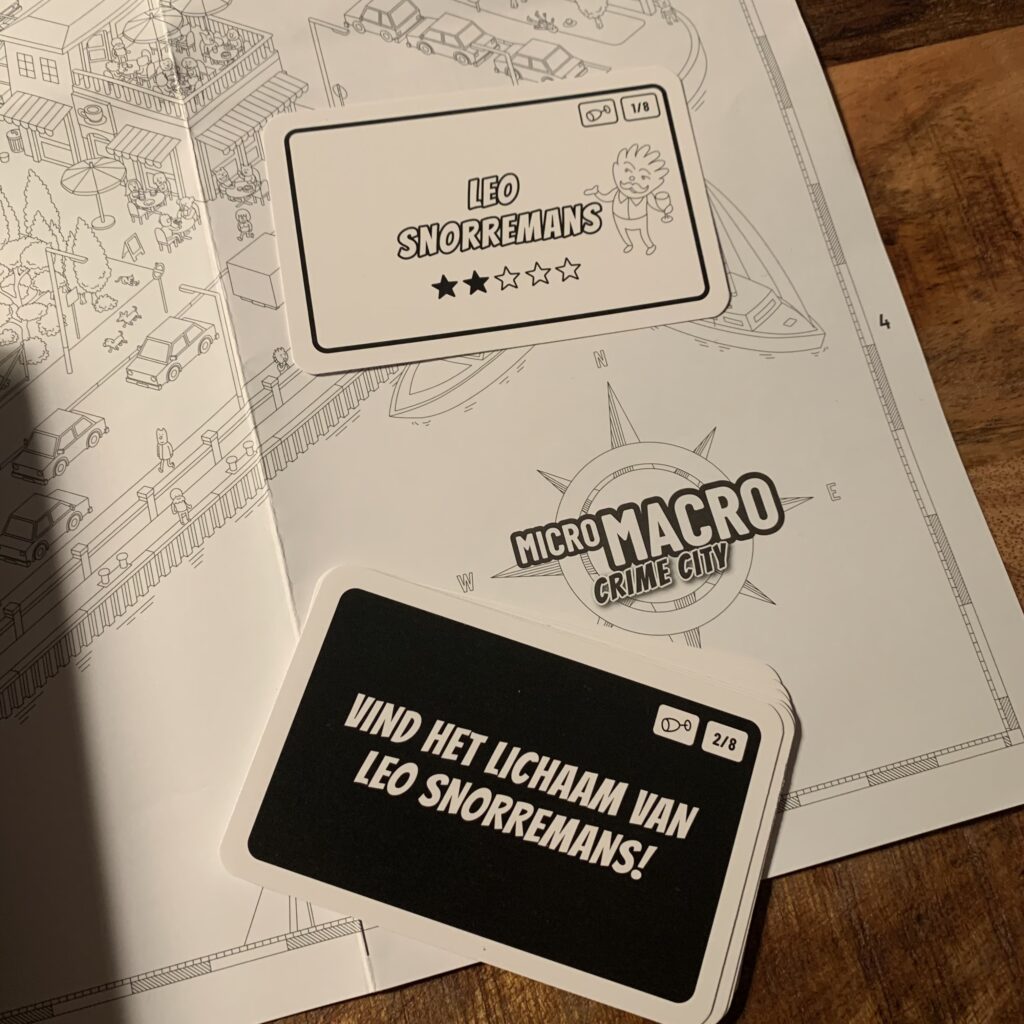 1/8
LEO
SNORREMANS
4
N
MICRO MACRO
CRIME CITY
E
W
2/8
VIND HET LICHAAM VAN
LEO SNORREMANS!